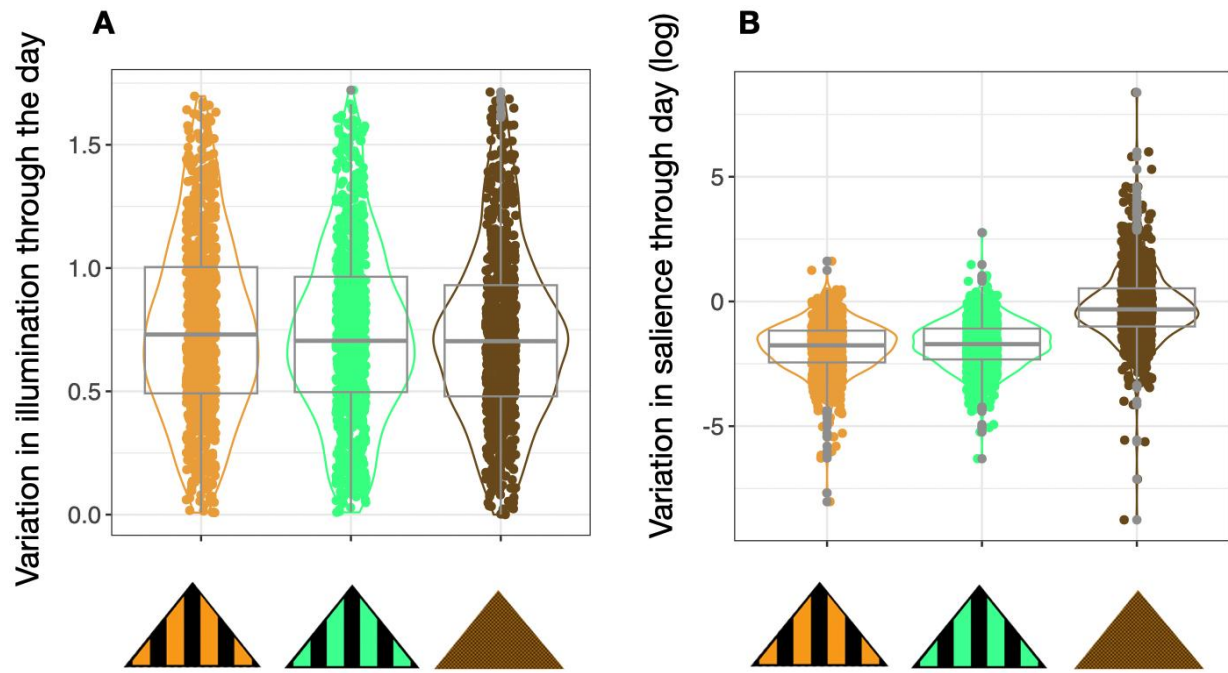 A
B
Variation in illumination through the day
1.5
1.0
0.5
0.0
Variation in salience through day (log)
5
0
-5